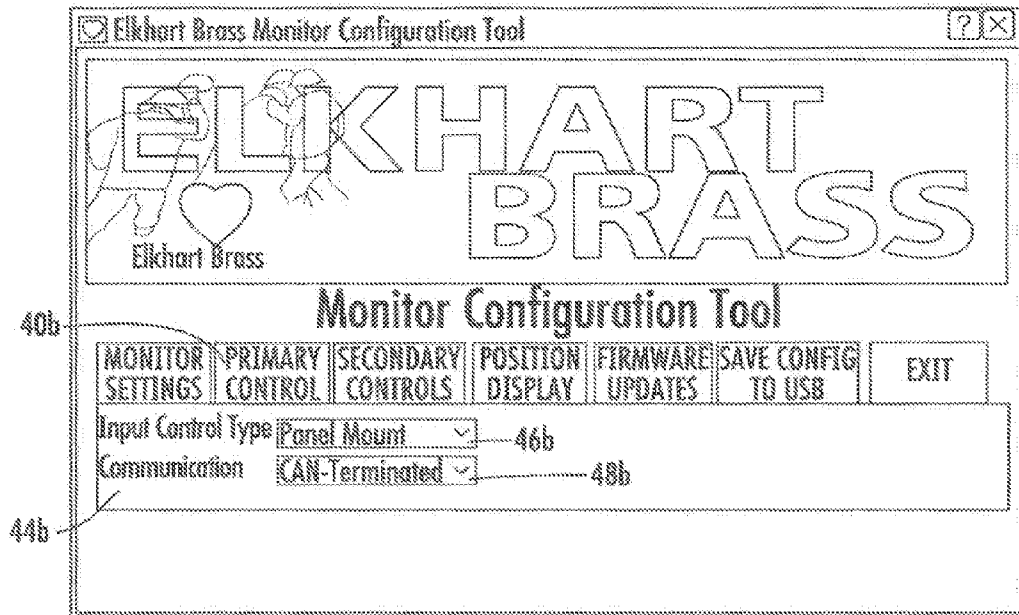 Elkhart Brass Monitor Configuration Tool ? X
ELKHART
BRASS
Elkhart Brass
Monitor Configuration Tool
40b
MONITOR SETTINGS
PRIMARY CONTROL
SECONDARY CONTROLS
POSITION DISPLAY
FIRMWARE UPDATES
SAVE CONFIG TO USB
EXIT
Input Control Type Panel Mount 46b
Communication CAN-Terminated 48b
44b